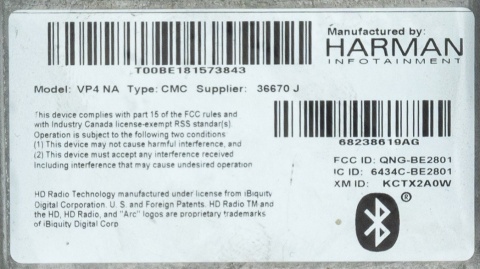 T00BE181573843
Manufactured by:
HARMAN
INFOTAINMENT
Model: VP4 NA Type: CMC Supplier: 36670 J
This device complies with part 15 of the FCC rules and
with Industry Canada license-exempt RSS standar(s).
Operation is subject to the following two conditions
(1) This device may not cause harmful interference, and
(2) This device must accept any interference received
including interference that may cause undesired operation
68238619AG
FCC ID: QNG-BE2801
IC ID: 6434C-BE2801
XM ID: KCTX2A0W
HD Radio Technology manufactured under license from iBiquity
Digital Corporation. U. S. and Foreign Patents. HD Radio TM and
the HD, HD Radio, and "Arc" logos are proprietary trademarks
of iBiquity Digital Corp
®